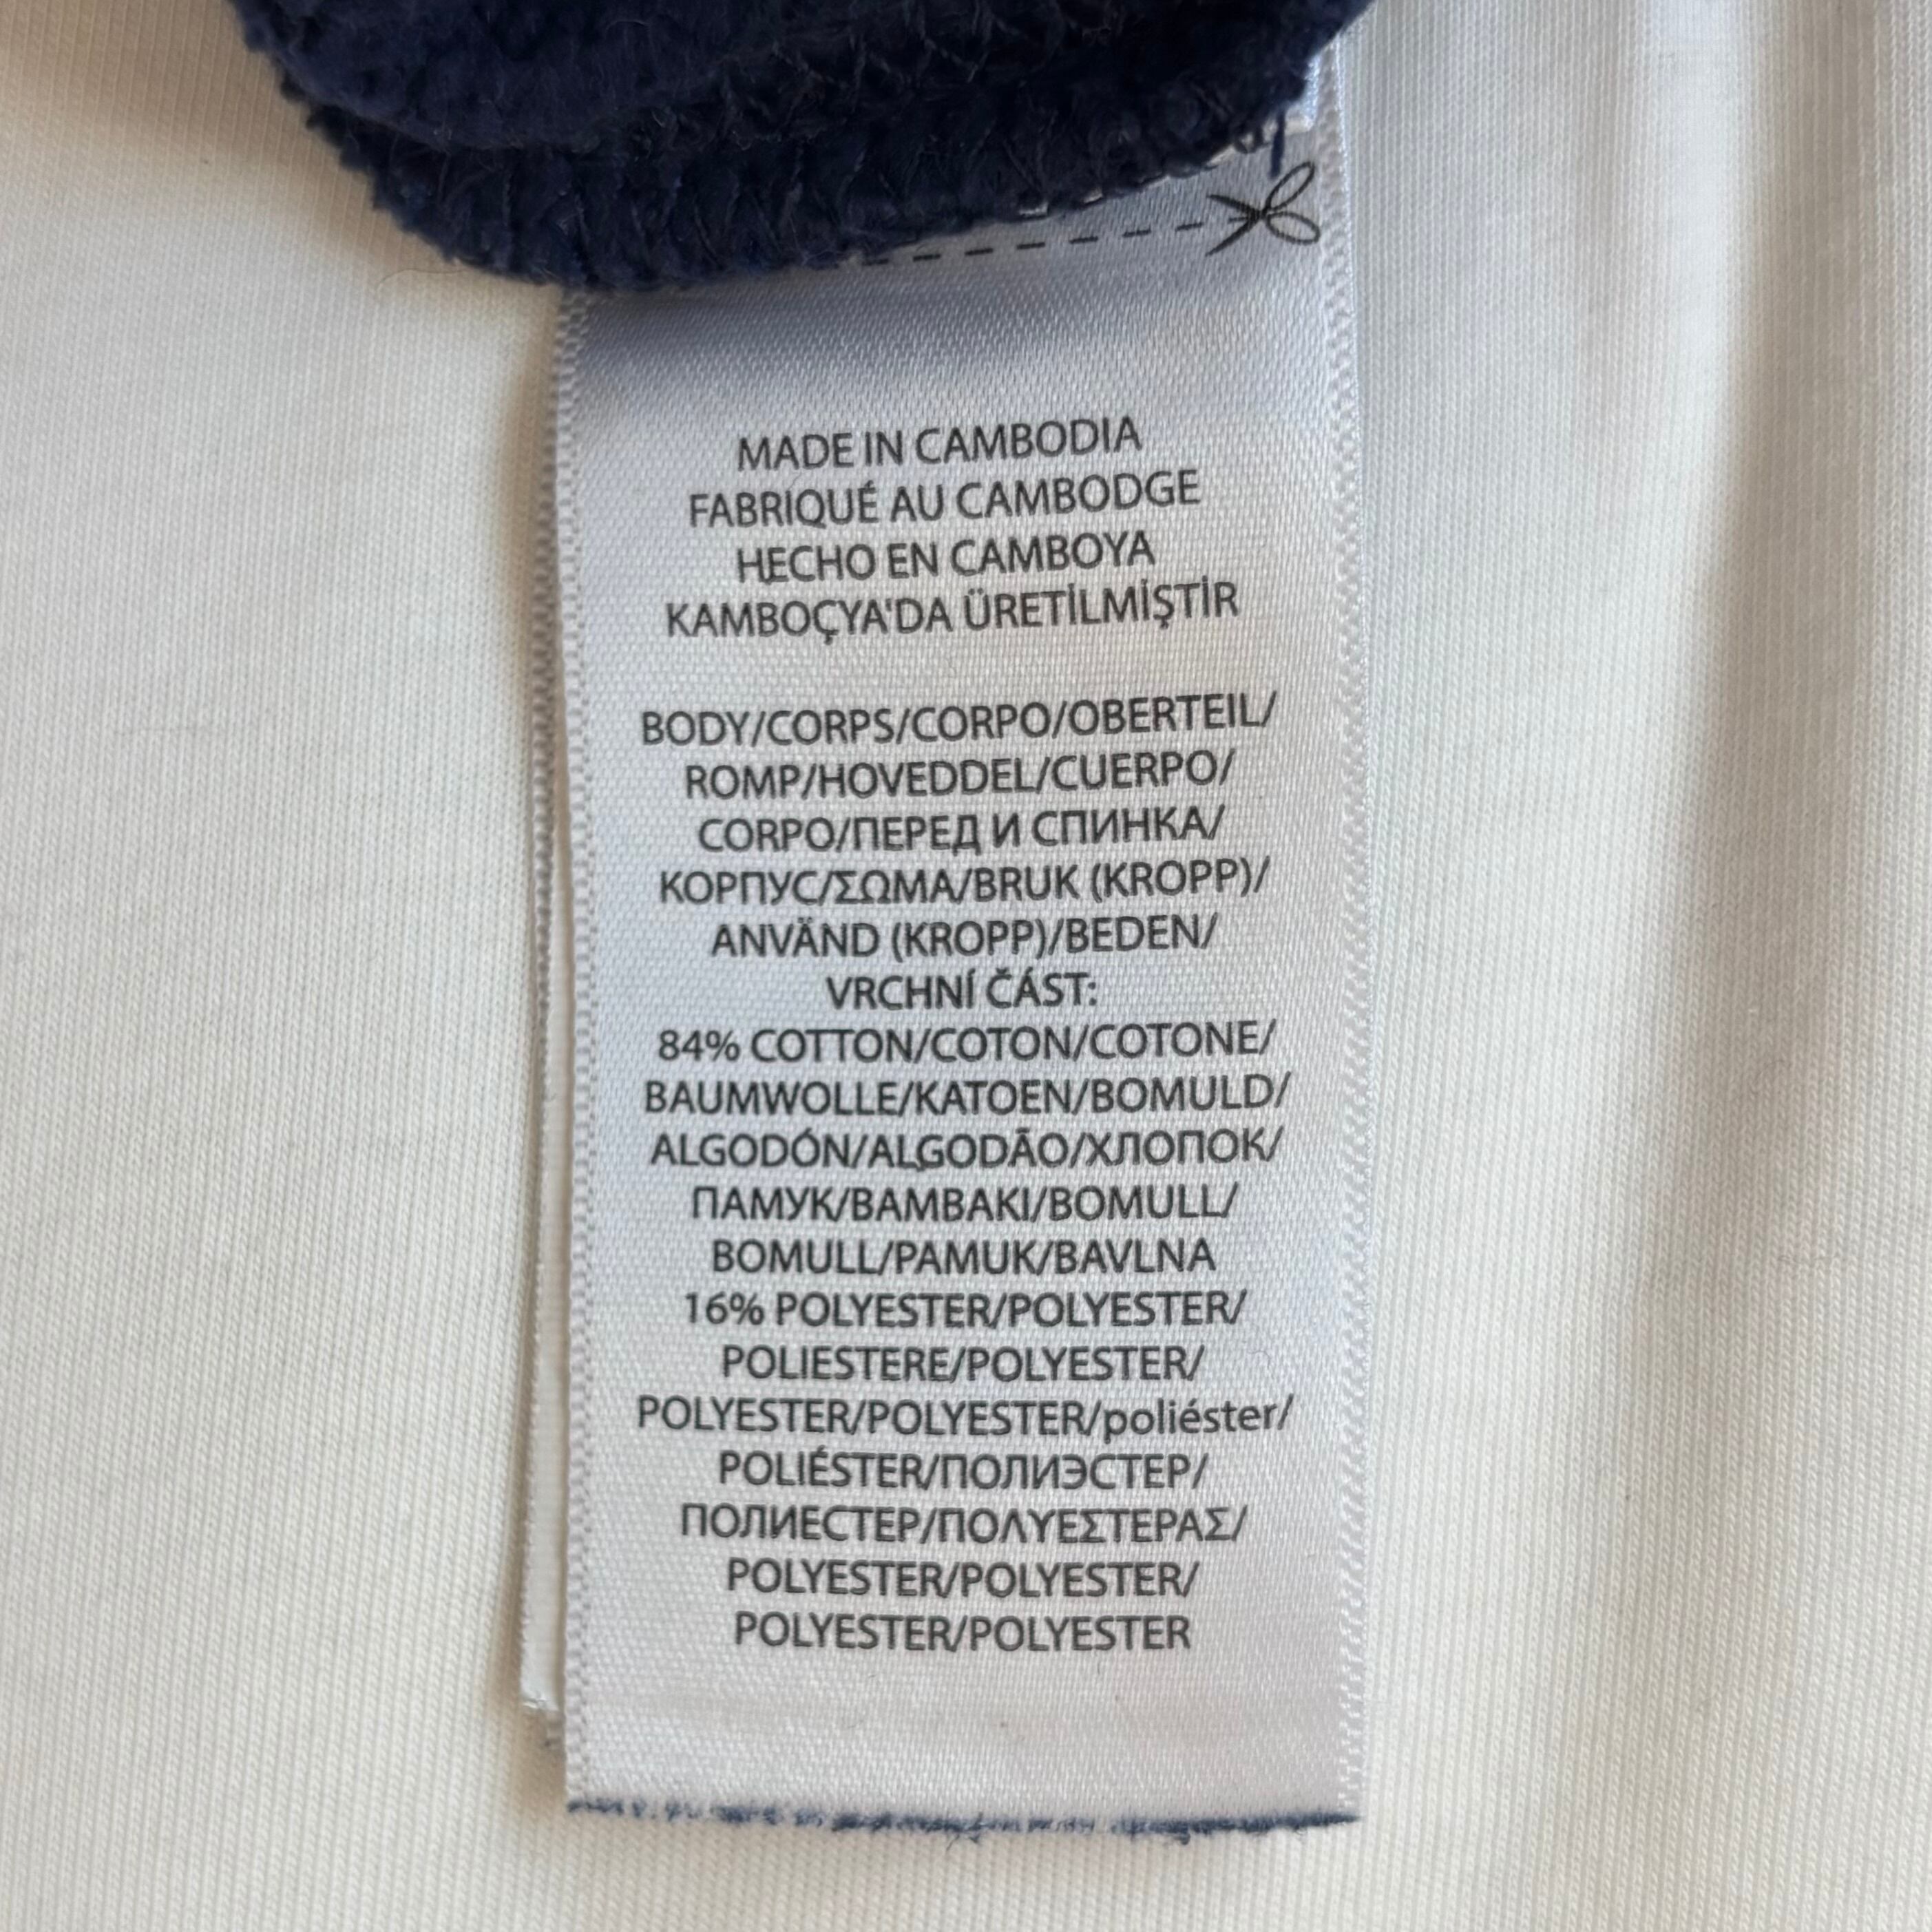 MADE IN CAMBODIA
FABRIQUÉ AU CAMBODGE
HECHO EN CAMBOYA
KAMBOÇYA'DA ÜRETİLMİŞTİR
BODY/CORPS/CORPO/OBERTEIL/
ROMP/HOVEDDEL/CUERPO/
CORPO/ПЕРЕД И СПИНКА/
КОРПУС/ΣΩΜΑ/BRUK (KROPP)/
ANVÄND (KROPP)/BEDEN/
VRCHNÍ ČÁST:
84% COTTON/COTON/COTONE/
BAUMWOLLE/KATOEN/BOMULD/
ALGODÓN/ALGODÃO/ХЛОПОК/
ПАМУК/BAMBAKI/BOMULL/
BOMULL/PAMUK/BAVLNA
16% POLYESTER/POLYESTER/
POLIESTERE/POLYESTER/
POLYESTER/POLYESTER/poliéster/
POLIÉSTER/ПОЛИЭСТЕР/
ПОЛИЕСТЕР/ΠΟΛΥΕΣΤΕΡΑΣ/
POLYESTER/POLYESTER/
POLYESTER/POLYESTER